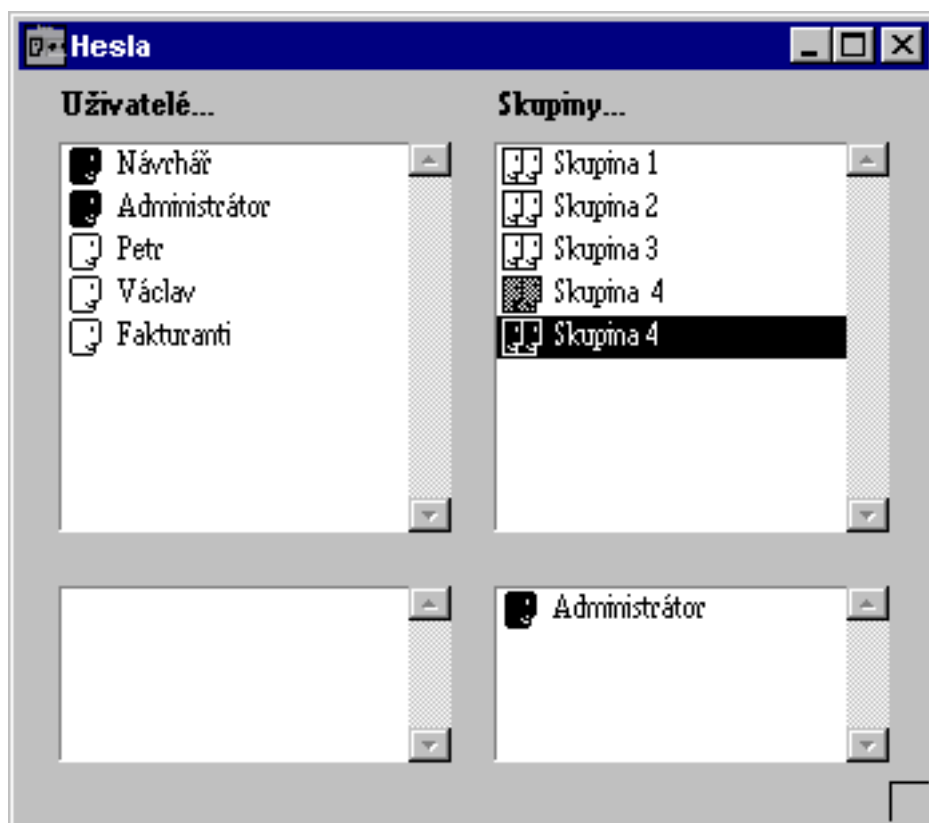 Hesla
Uživatelé...
Návrhář
Administrátor
Petr
Václav
Fakturanti
Skupiny...
Skupina 1
Skupina 2
Skupina 3
Skupina 4
Skupina 4
Administrátor